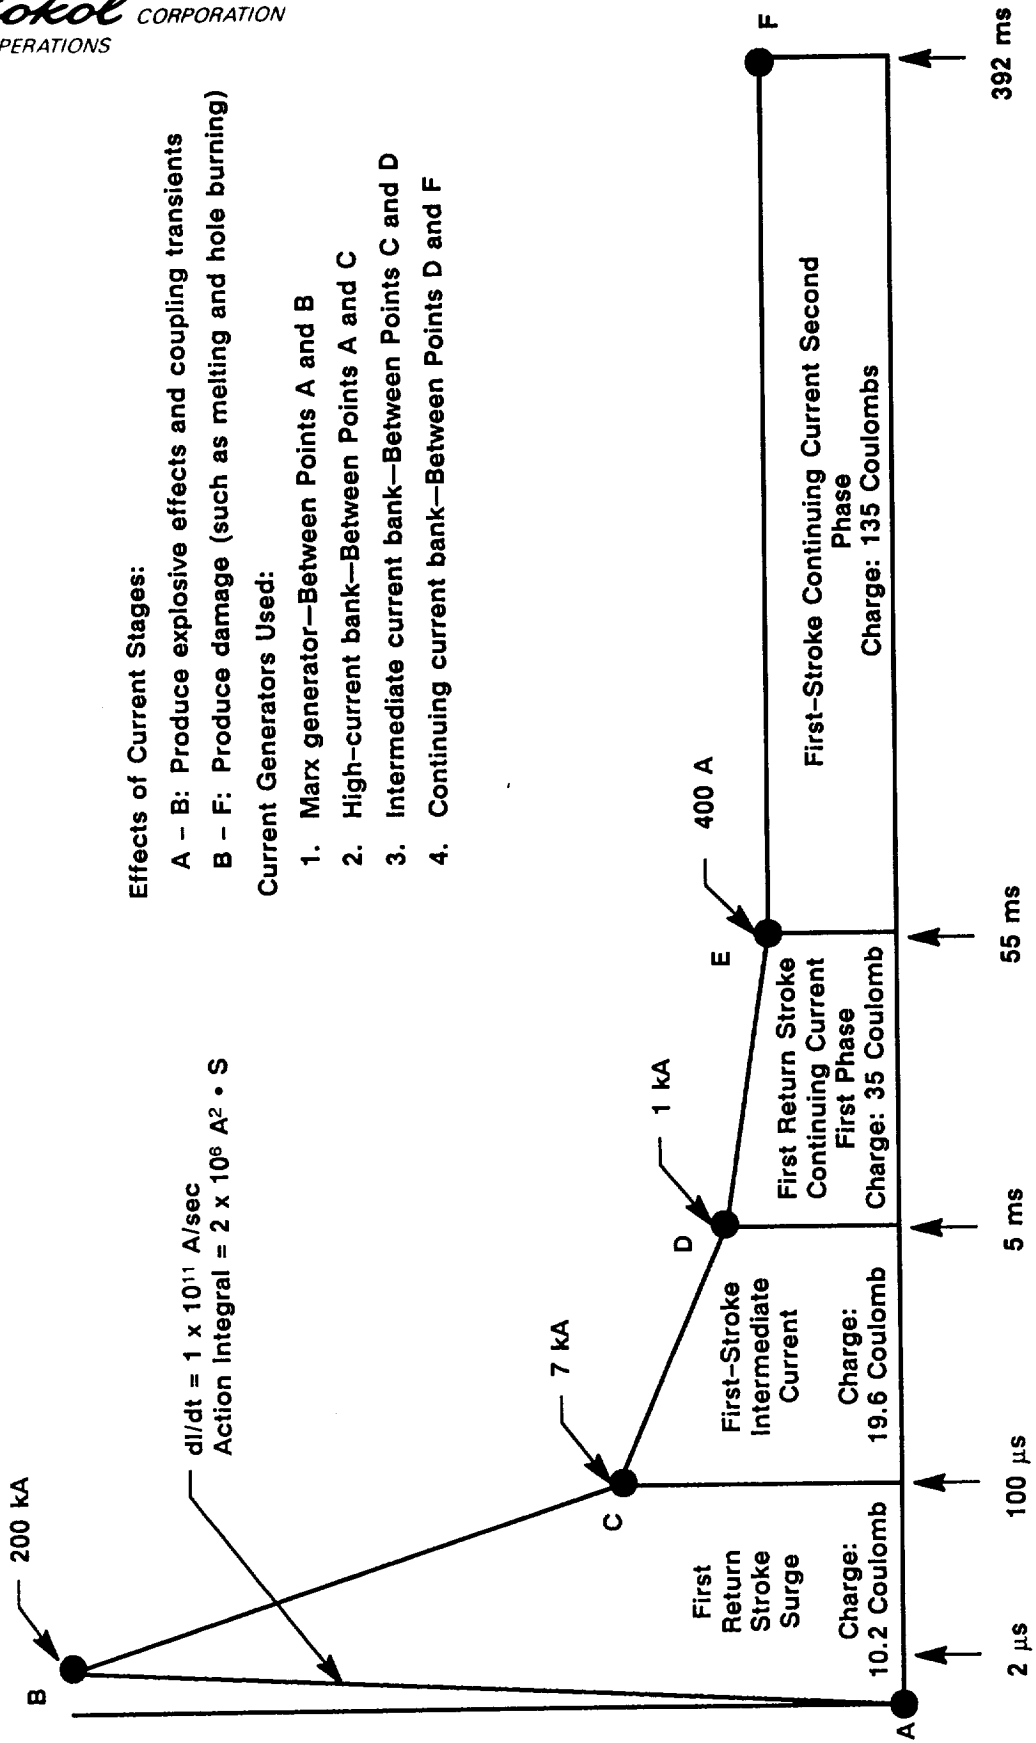 CORPORATION
Effects of Current Stages:
A – B: Produce explosive effects and coupling transients
B – F: Produce damage (such as melting and hole burning)
Current Generators Used:
1. Marx generator—Between Points A and B
2. High–current bank—Between Points A and C
3. Intermediate current bank—Between Points C and D
4. Continuing current bank—Between Points D and F
B
200 kA
dI/dt = 1 x 10¹¹ A/sec
Action Integral = 2 x 10⁶ A² • S
C
7 kA
D
1 kA
E
400 A
F
First
Return
Stroke
Surge
Charge:
10.2 Coulomb
First–Stroke
Intermediate
Current
Charge:
19.6 Coulomb
First Return Stroke
Continuing Current
First Phase
Charge: 35 Coulomb
First–Stroke Continuing Current Second
Phase
Charge: 135 Coulombs
A
2 µs
100 µs
5 ms
55 ms
392 ms